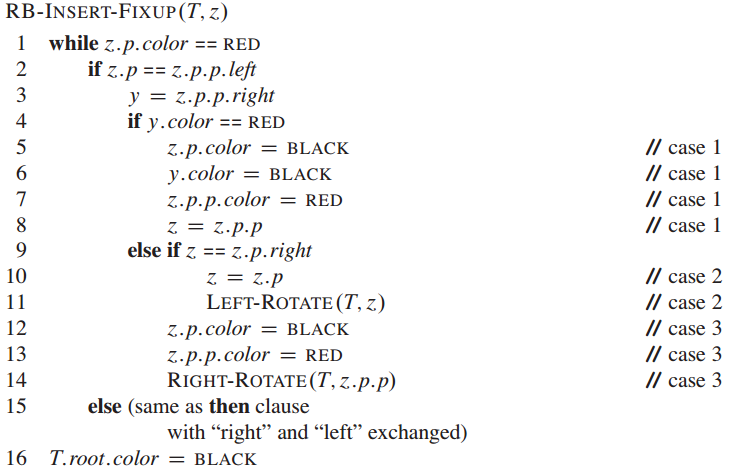 RB-INSERT-FIXUP(T, z)
1 while z.p.color == RED
2 if z.p == z.p.p.left
3 y = z.p.p.right
4 if y.color == RED
5 z.p.color = BLACK // case 1
6 y.color = BLACK // case 1
7 z.p.p.color = RED // case 1
8 z = z.p.p // case 1
9 else if z == z.p.right
10 z = z.p // case 2
11 LEFT-ROTATE(T, z) // case 2
12 z.p.color = BLACK // case 3
13 z.p.p.color = RED // case 3
14 RIGHT-ROTATE(T, z.p.p) // case 3
15 else (same as then clause
with “right” and “left” exchanged)
16 T.root.color = BLACK